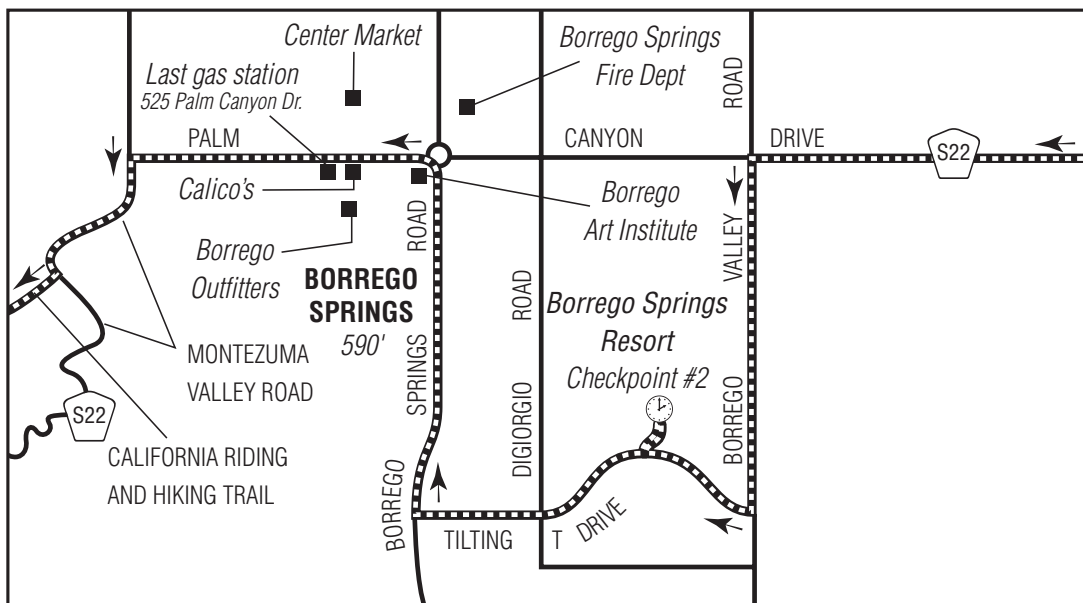 Center Market
Borrego Springs
Fire Dept
ROAD
Last gas station
525 Palm Canyon Dr.
PALM
CANYON
DRIVE
S22
Calico's
Borrego
Art Institute
ROAD
VALLEY
Borrego
Outfitters
BORREGO
SPRINGS
590'
ROAD
Borrego Springs
Resort
Checkpoint #2
MONTEZUMA
VALLEY ROAD
SPRINGS
S22
DIGIORGIO
BORREGO
CALIFORNIA RIDING
AND HIKING TRAIL
BORREGO
TILTING
T
DRIVE